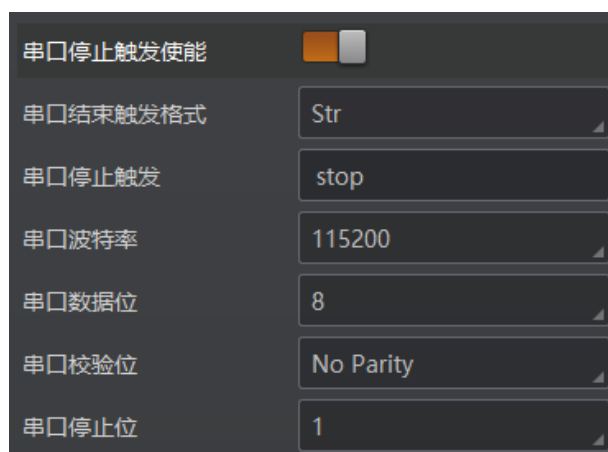 串口停止触发使能
串口结束触发格式 Str
串口停止触发 stop
串口波特率 115200
串口数据位 8
串口校验位 No Parity
串口停止位 1